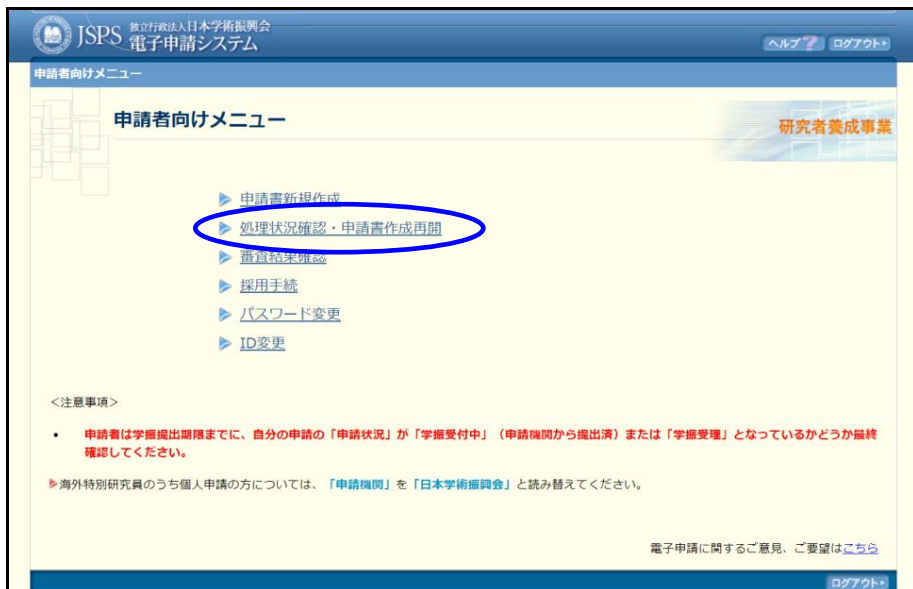 JSPS 独立行政法人日本学術振興会
電子申請システム
ヘルプ ? ログアウト
申請者向けメニュー
申請者向けメニュー
研究者養成事業
申請書新規作成
処理状況確認・申請書作成再開
審査結果確認
採用手続
パスワード変更
ID変更
<注意事項>
• 申請者は学振提出期限までに、自分の申請の「申請状況」が「学振受付中」(申請機関から提出済)または「学振受理」となっているかどうか最終
確認してください。
海外特別研究員のうち個人申請の方については、「申請機関」を「日本学術振興会」と読み替えてください。
電子申請に関するご意見、ご要望はこちら
ログアウト